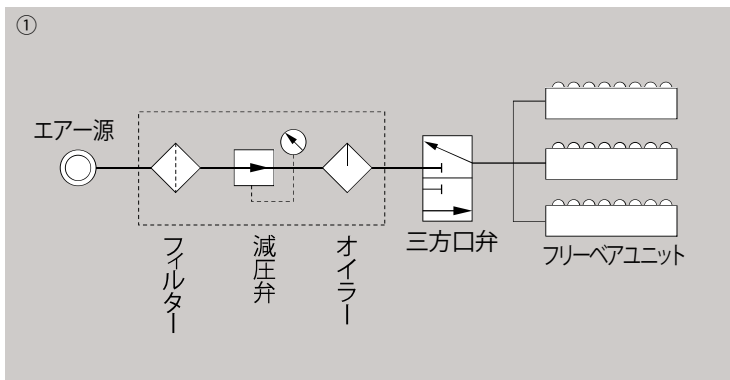 ①
エアー源
フィルター
減圧弁
オイラー
三方口弁
フリーベアユニット